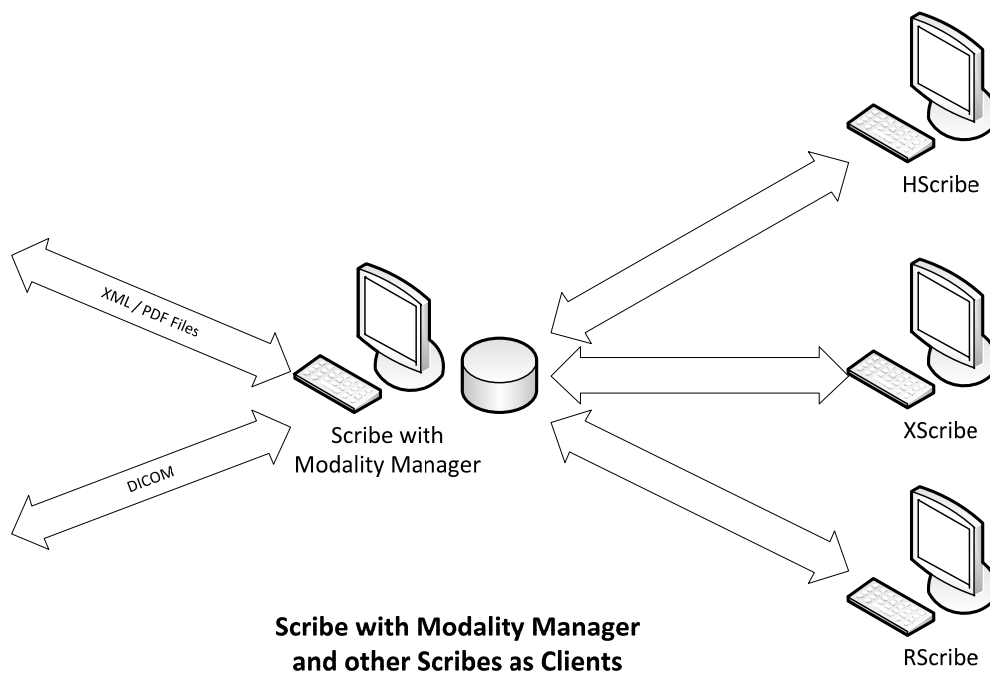 HScribe
XML / PDF Files
Scribe with
Modality Manager
XScribe
DICOM
Scribe with Modality Manager
and other Scribes as Clients
RScribe